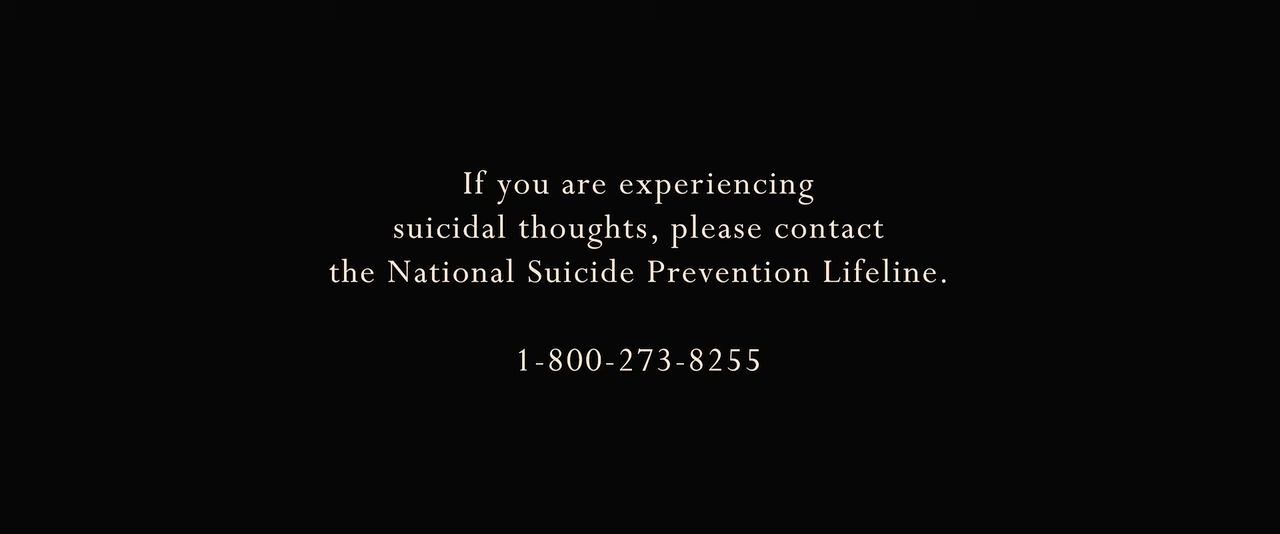 If you are experiencing
suicidal thoughts, please contact
the National Suicide Prevention Lifeline.
1-800-273-8255